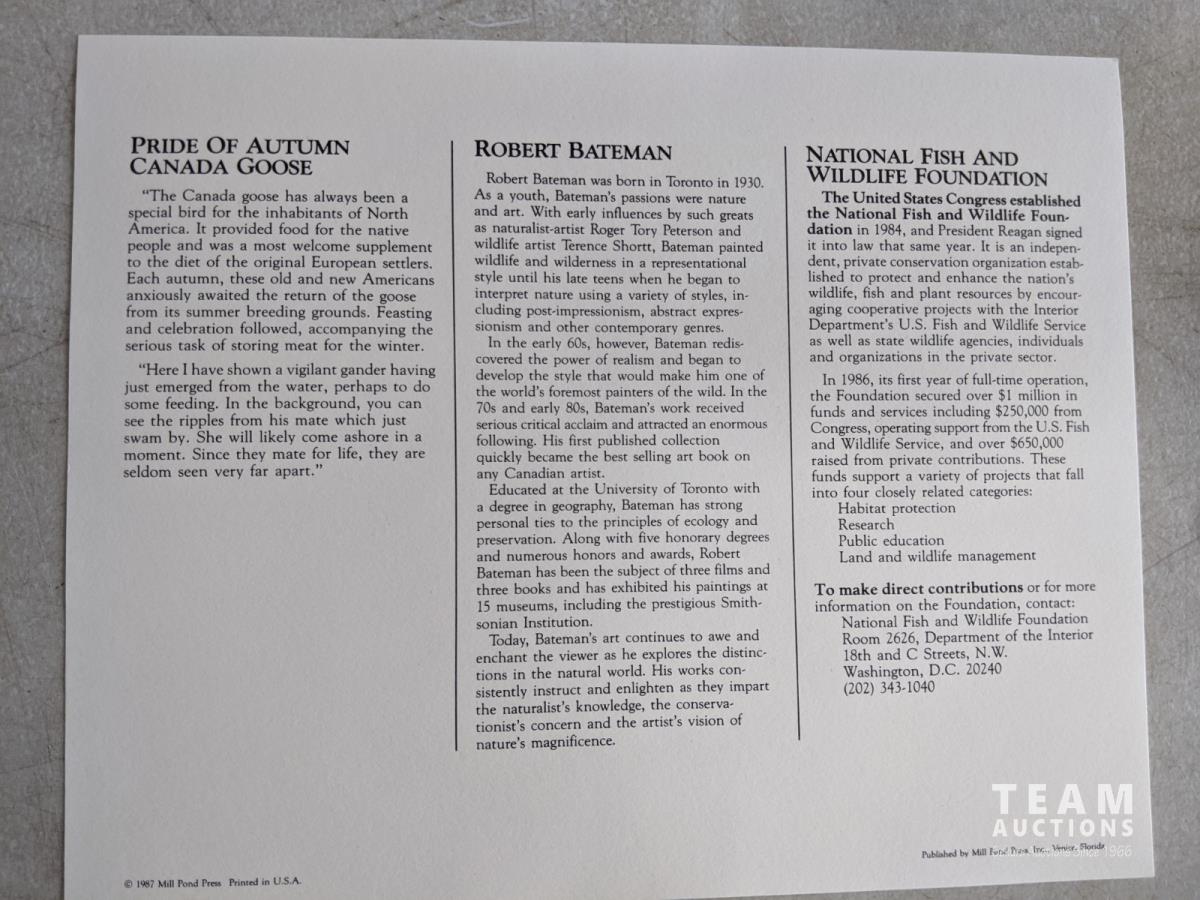 PRIDE OF AUTUMN
CANADA GOOSE
“The Canada goose has always been a
special bird for the inhabitants of North
America. It provided food for the native
people and was a most welcome supplement
to the diet of the original European settlers.
Each autumn, these old and new Americans
anxiously awaited the return of the goose
from its summer breeding grounds. Feasting
and celebration followed, accompanying the
serious task of storing meat for the winter.
“Here I have shown a vigilant gander having
just emerged from the water, perhaps to do
some feeding. In the background, you can
see the ripples from his mate which just
swam by. She will likely come ashore in a
moment. Since they mate for life, they are
seldom seen very far apart.”
ROBERT BATEMAN
Robert Bateman was born in Toronto in 1930.
As a youth, Bateman’s passions were nature
and art. With early influences by such greats
as naturalist-artist Roger Tory Peterson and
wildlife artist Terence Shortt, Bateman painted
wildlife and wilderness in a representational
style until his late teens when he began to
interpret nature using a variety of styles, in-
cluding post-impressionism, abstract expres-
sionism and other contemporary genres.
In the early 60s, however, Bateman redis-
covered the power of realism and began to
develop the style that would make him one of
the world’s foremost painters of the wild. In the
70s and early 80s, Bateman’s work received
serious critical acclaim and attracted an enormous
following. His first published collection
quickly became the best selling art book on
any Canadian artist.
Educated at the University of Toronto with
a degree in geography, Bateman has strong
personal ties to the principles of ecology and
preservation. Along with five honorary degrees
and numerous honors and awards, Robert
Bateman has been the subject of three films and
three books and has exhibited his paintings at
15 museums, including the prestigious Smith-
sonian Institution.
Today, Bateman’s art continues to awe and
enchant the viewer as he explores the distinc-
tions in the natural world. His works con-
sistently instruct and enlighten as they impart
the naturalist’s knowledge, the conserva-
tionist’s concern and the artist’s vision of
nature’s magnificence.
NATIONAL FISH AND
WILDLIFE FOUNDATION
The United States Congress established
the National Fish and Wildlife Foun-
dation in 1984, and President Reagan signed
it into law that same year. It is an indepen-
dent, private conservation organization estab-
lished to protect and enhance the nation’s
wildlife, fish and plant resources by encour-
aging cooperative projects with the Interior
Department’s U.S. Fish and Wildlife Service
as well as state wildlife agencies, individuals
and organizations in the private sector.
In 1986, its first year of full-time operation,
the Foundation secured over $1 million in
funds and services including $250,000 from
Congress, operating support from the U.S. Fish
and Wildlife Service, and over $650,000
raised from private contributions. These
funds support a variety of projects that fall
into four closely related categories:
Habitat protection
Research
Public education
Land and wildlife management
To make direct contributions or for more
information on the Foundation, contact:
National Fish and Wildlife Foundation
Room 2626, Department of the Interior
18th and C Streets, N.W.
Washington, D.C. 20240
(202) 343-1040
© 1987 Mill Pond Press Printed in U.S.A.
Published by Mill Pond Press, Inc., Venice, Florida
TEAM
AUCTIONS
Since 1966